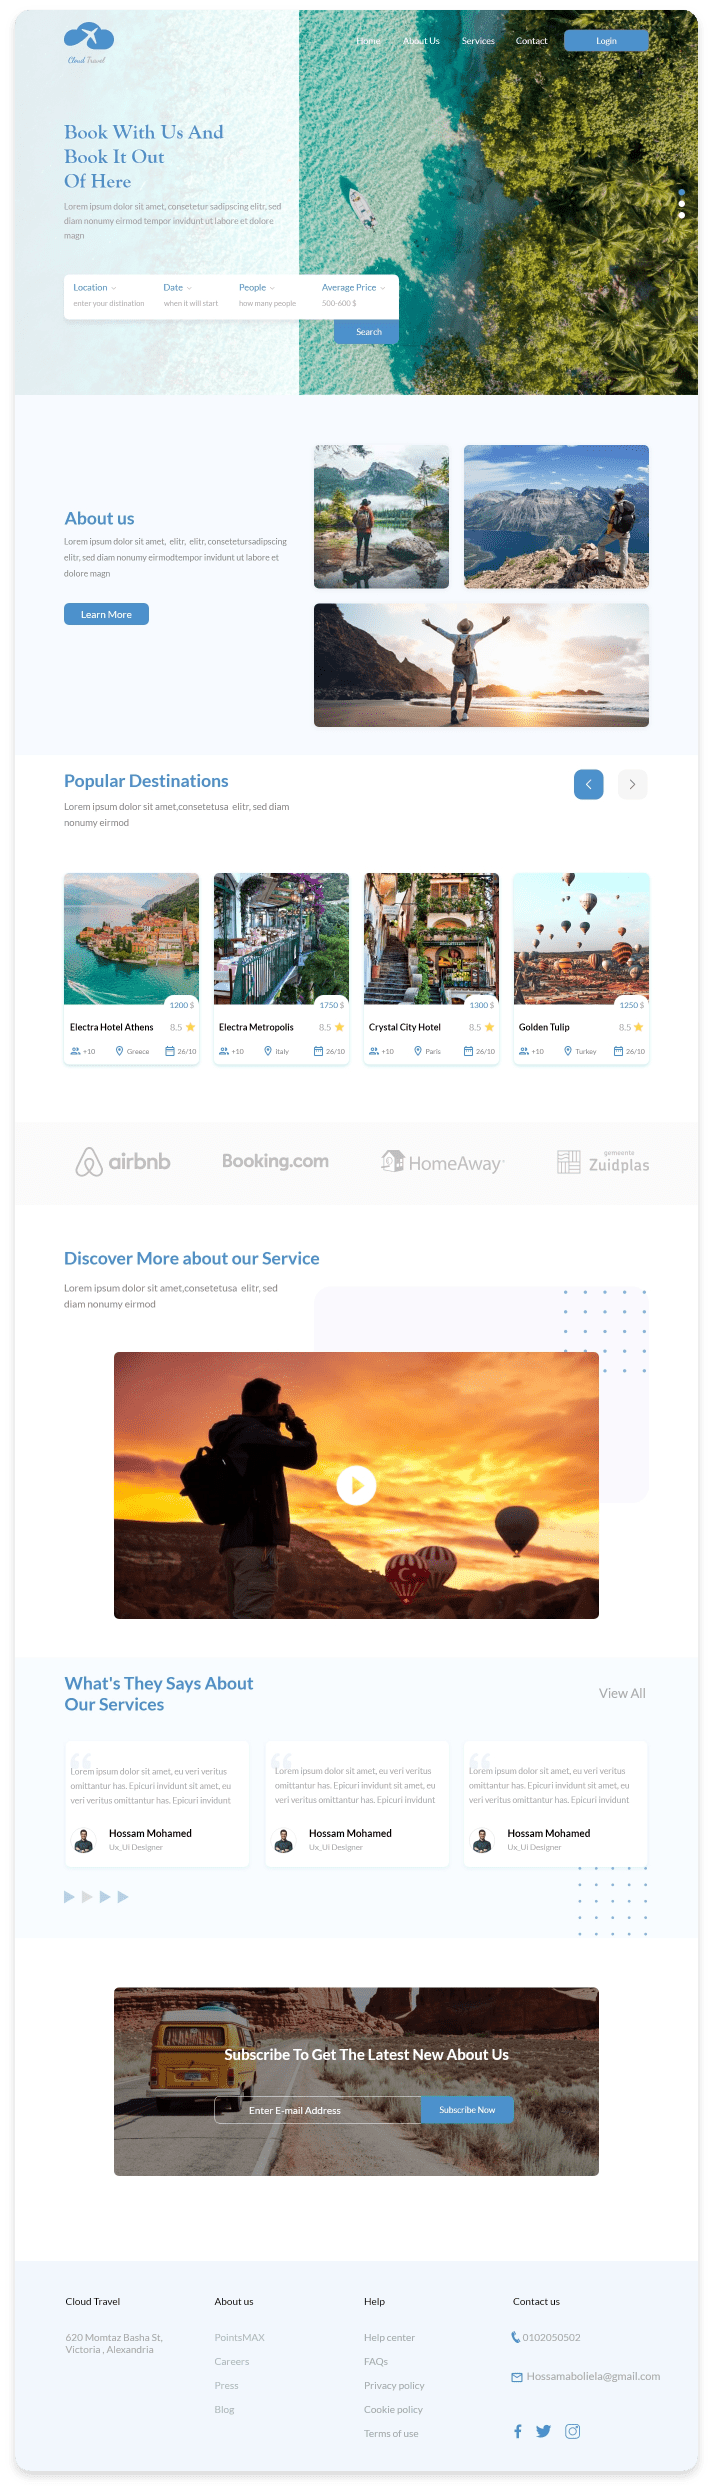 Home About Us Services Contact Login
Cloud Travel
Book With Us And
Book It Out
Of Here
Lorem ipsum dolor sit amet, consetetur sadipscing elitr, sed
diam nonumy eirmod tempor invidunt ut labore et dolore
magn
Location Date People Average Price
enter your distination when it will start how many people 500-600 $
Search
About us
Lorem ipsum dolor sit amet, elitr, elitr, consetetursadipscing
elitr, sed diam nonumy eirmodtempor invidunt ut labore et
dolore magn
Learn More
Popular Destinations
Lorem ipsum dolor sit amet,consetetusa elitr, sed diam
nonumy eirmod
1200 $ 1750 $ 1300 $ 1250 $
Electra Hotel Athens 8.5 Electra Metropolis 8.5 Crystal City Hotel 8.5 Golden Tulip 8.5
+10 Greece 26/10 +10 Italy 26/10 +10 Paris 26/10 +10 Turkey 26/10
airbnb Booking.com HomeAway gemeente Zuidplas
Discover More about our Service
Lorem ipsum dolor sit amet,consetetusa elitr, sed
diam nonumy eirmod
What's They Says About
Our Services
View All
Lorem ipsum dolor sit amet, eu veri veritus
omittantur has. Epicuri invidunt sit amet, eu
veri veritus omittantur has. Epicuri invidunt
Hossam Mohamed
Ux_UI Designer
Lorem ipsum dolor sit amet, eu veri veritus
omittantur has. Epicuri invidunt sit amet, eu
veri veritus omittantur has. Epicuri invidunt
Hossam Mohamed
Ux_UI Designer
Lorem ipsum dolor sit amet, eu veri veritus
omittantur has. Epicuri invidunt sit amet, eu
veri veritus omittantur has. Epicuri invidunt
Hossam Mohamed
Ux_UI Designer
Subscribe To Get The Latest New About Us
Enter E-mail Address Subscribe Now
Cloud Travel
620 Momtaz Basha St,
Victoria , Alexandria
About us
PointsMAX
Careers
Press
Blog
Help
Help center
FAQs
Privacy policy
Cookie policy
Terms of use
Contact us
0102050502
Hossamaboliela@gmail.com